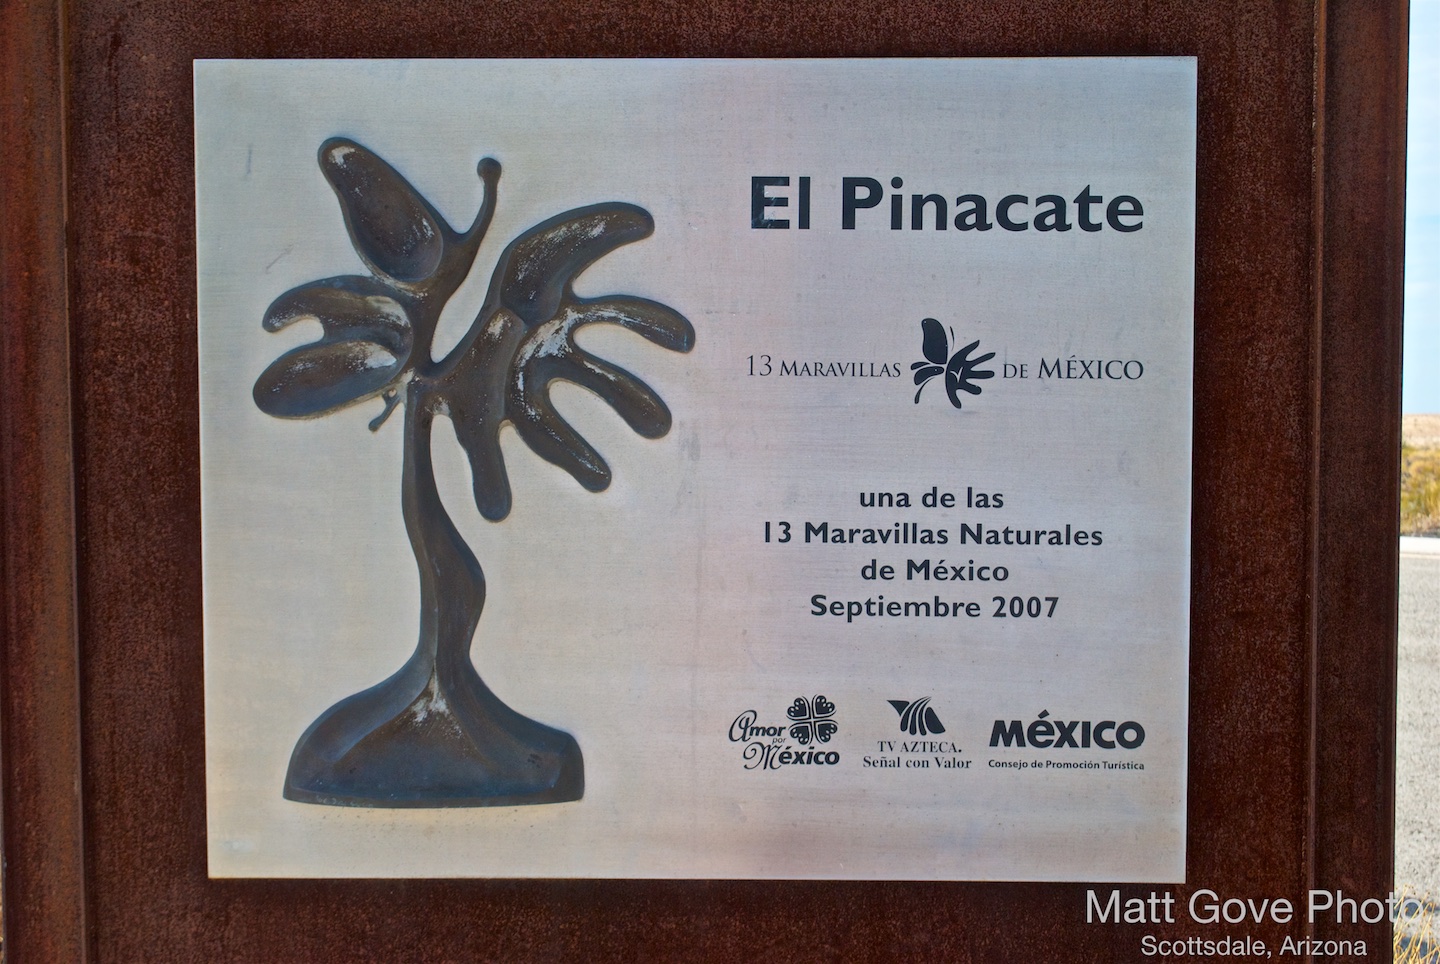 El Pinacate
13 MARAVILLAS DE MÉXICO
una de las
13 Maravillas Naturales
de México
Septiembre 2007
Amor
por
México
TV AZTECA.
Señal con Valor
MÉXICO
Consejo de Promoción Turística
Matt Gove Photo
Scottsdale, Arizona